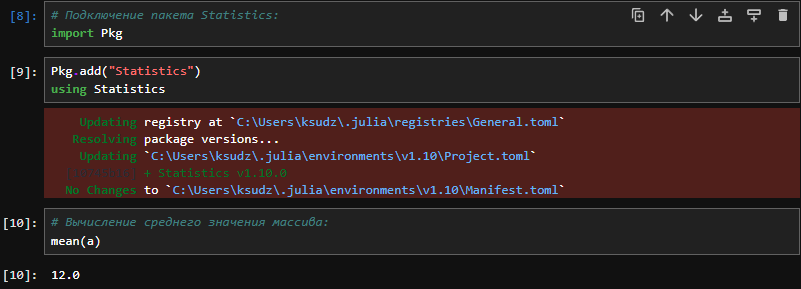 [8]: # Подключение пакета Statistics:
import Pkg
[9]: Pkg.add("Statistics")
using Statistics
Updating registry at `C:\Users\ksudz\.julia\registries\General.toml`
Resolving package versions...
Updating `C:\Users\ksudz\.julia\environments\v1.10\Project.toml`
+ Statistics v1.10.0
No Changes to `C:\Users\ksudz\.julia\environments\v1.10\Manifest.toml`
[10]: # Вычисление среднего значения массива:
mean(a)
[10]: 12.0